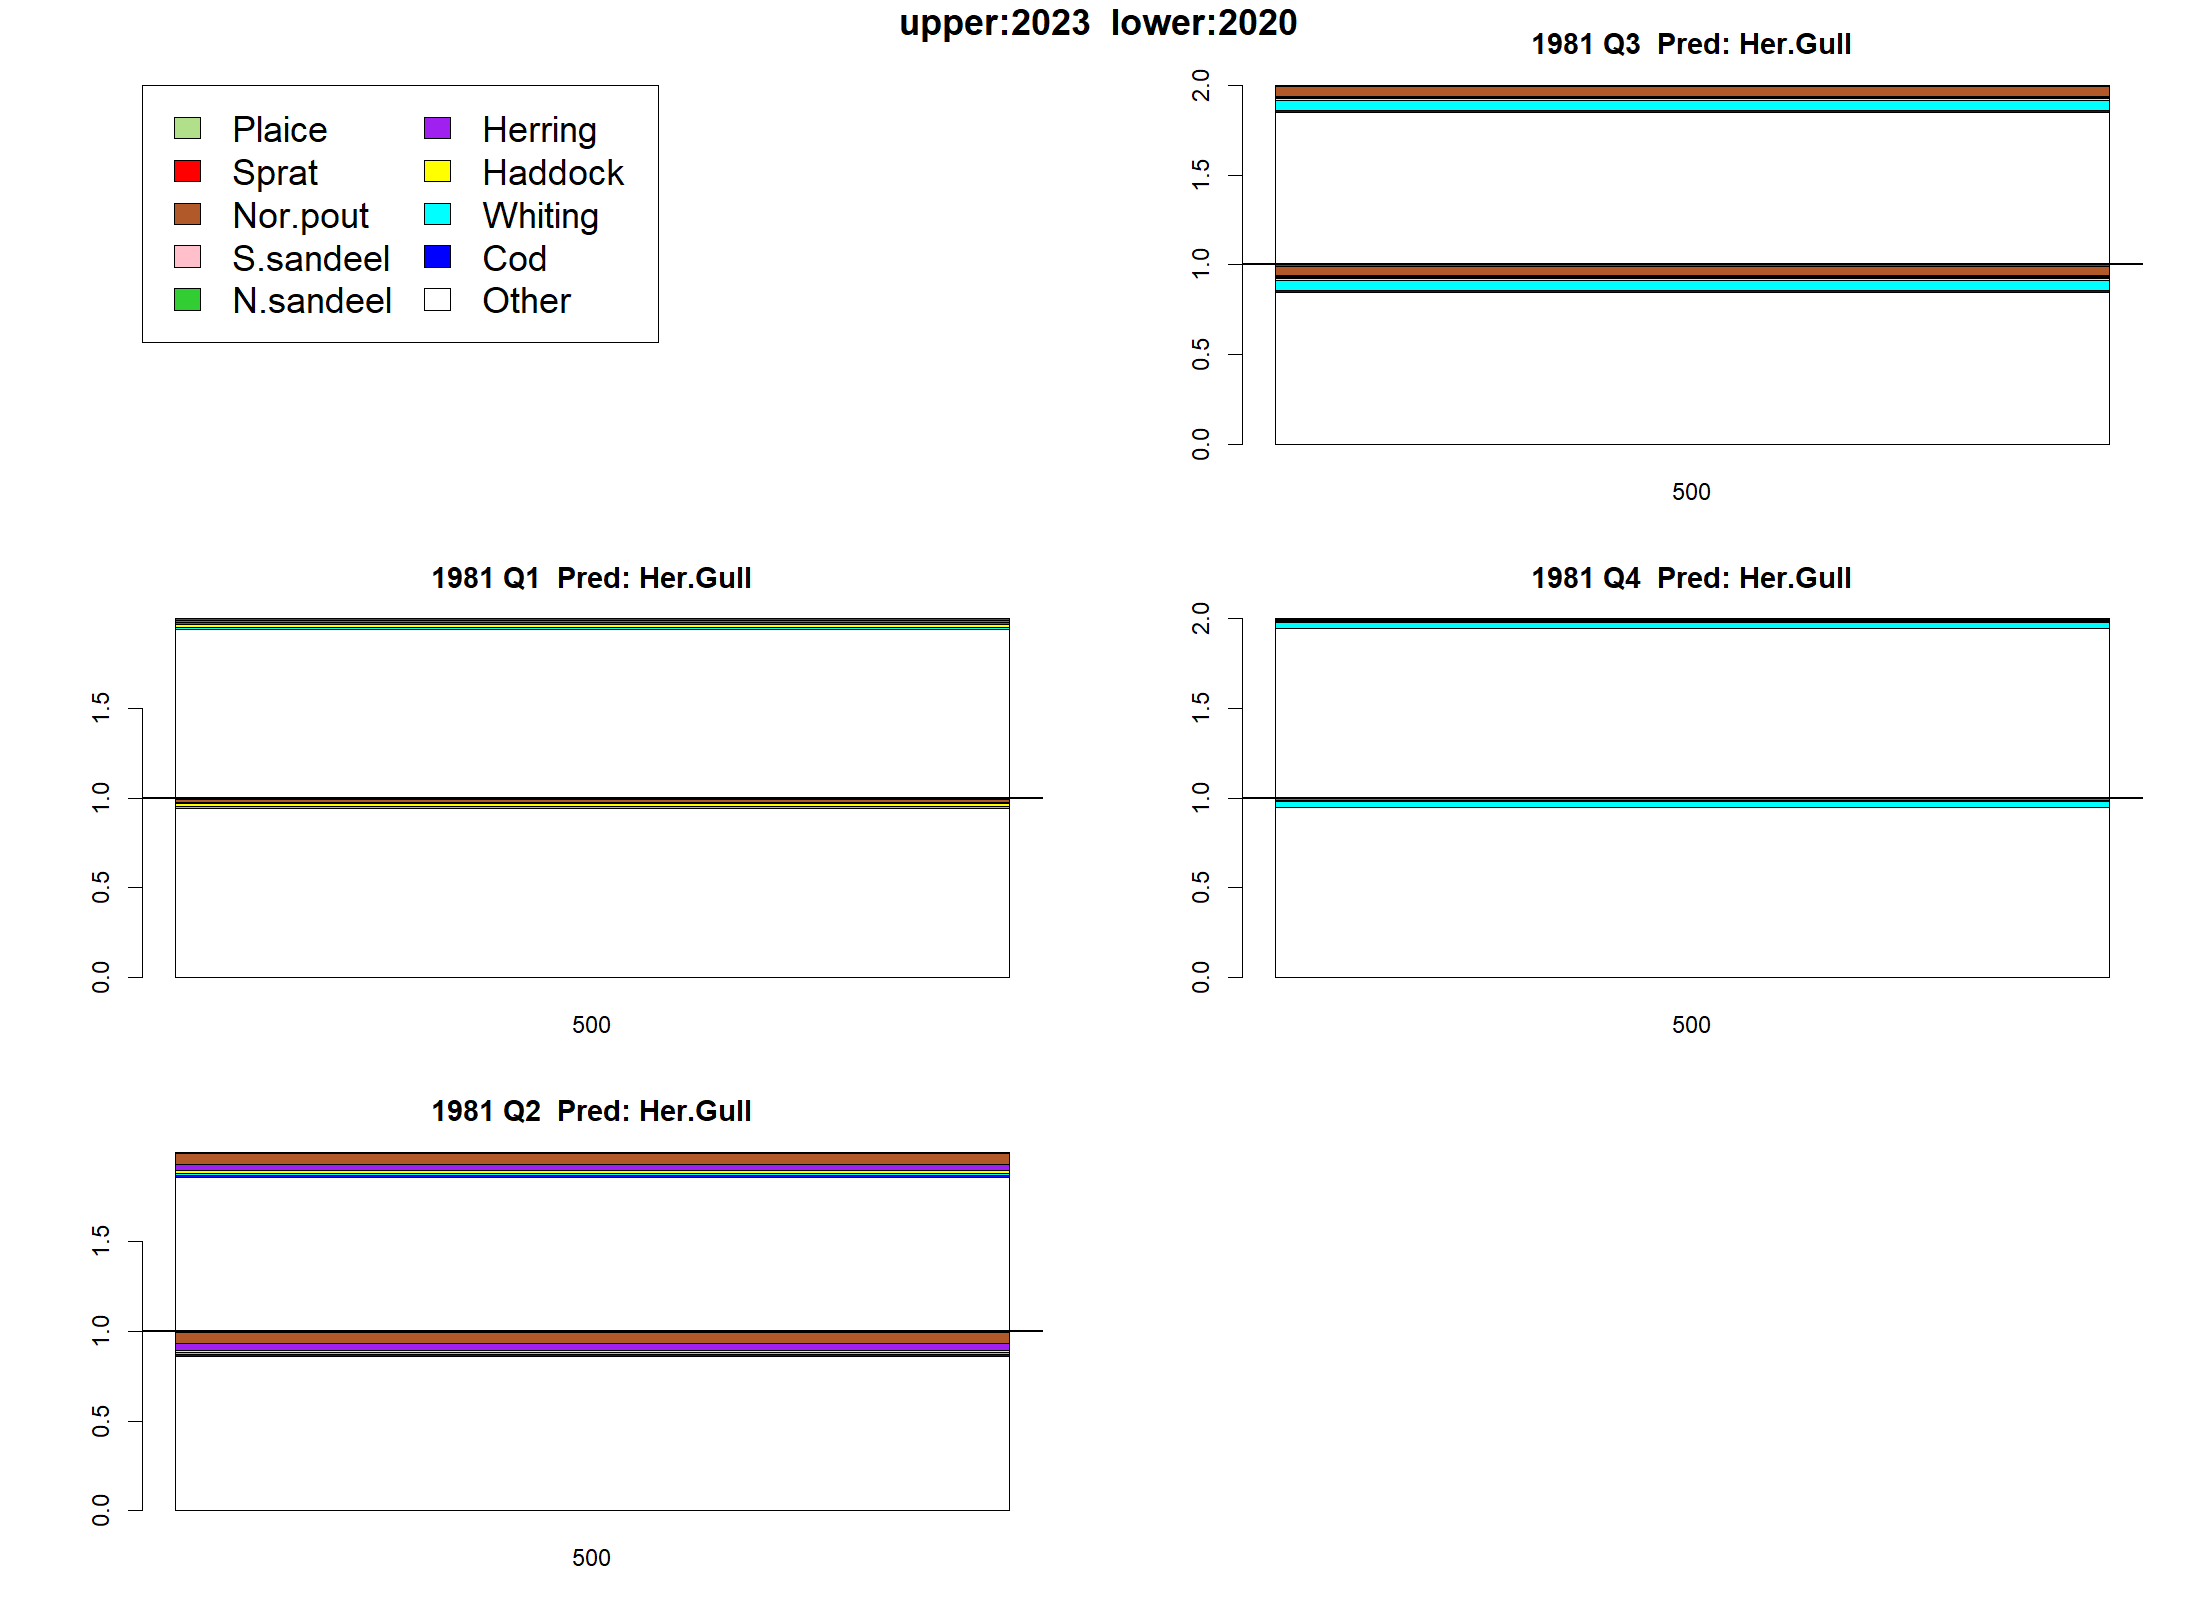 upper:2023  lower:2020
Plaice
Sprat
Nor.pout
S.sandeel
N.sandeel
Herring
Haddock
Whiting
Cod
Other
1981 Q3  Pred: Her.Gull
2.0
1.5
1.0
0.5
0.0
500
1981 Q1  Pred: Her.Gull
1.5
1.0
0.5
0.0
500
1981 Q4  Pred: Her.Gull
2.0
1.5
1.0
0.5
0.0
500
1981 Q2  Pred: Her.Gull
1.5
1.0
0.5
0.0
500